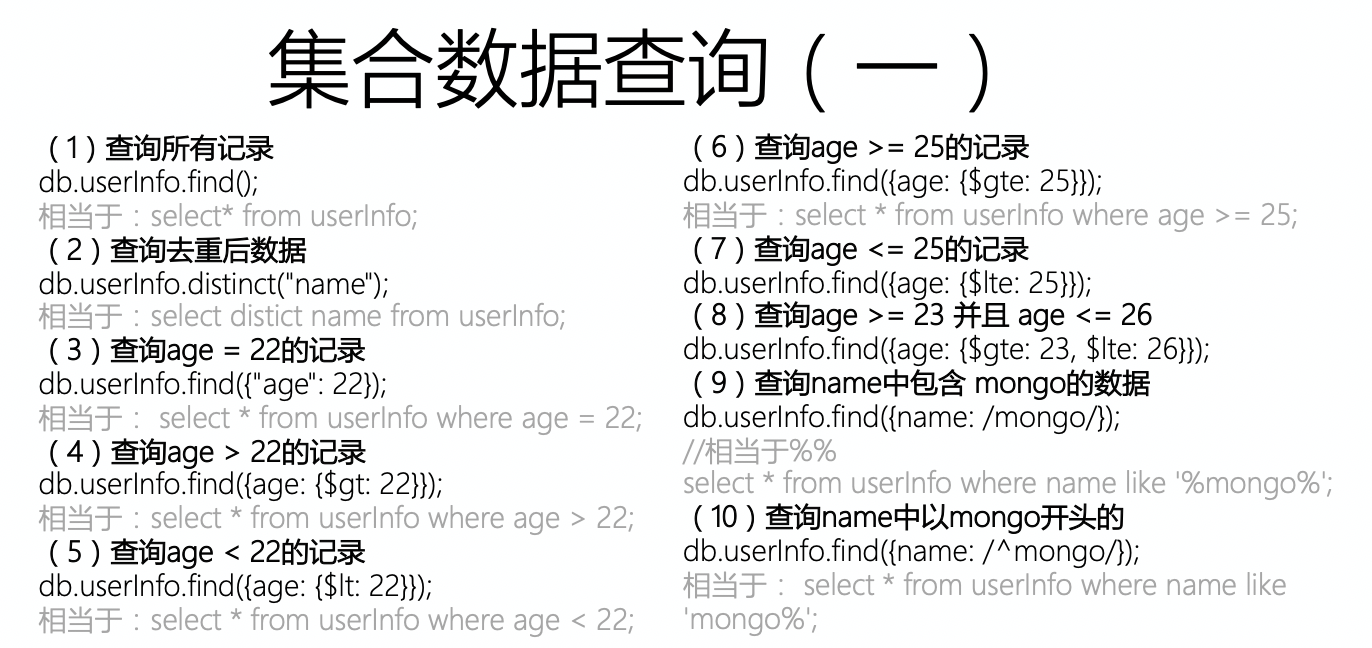 集合数据查询（一）
（1）查询所有记录
db.userInfo.find();
相当于：select* from userInfo;
（2）查询去重后数据
db.userInfo.distinct("name");
相当于：select distict name from userInfo;
（3）查询age = 22的记录
db.userInfo.find({"age": 22});
相当于： select * from userInfo where age = 22;
（4）查询age > 22的记录
db.userInfo.find({age: {$gt: 22}});
相当于：select * from userInfo where age > 22;
（5）查询age < 22的记录
db.userInfo.find({age: {$lt: 22}});
相当于：select * from userInfo where age < 22;
（6）查询age >= 25的记录
db.userInfo.find({age: {$gte: 25}});
相当于：select * from userInfo where age >= 25;
（7）查询age <= 25的记录
db.userInfo.find({age: {$lte: 25}});
（8）查询age >= 23 并且 age <= 26
db.userInfo.find({age: {$gte: 23, $lte: 26}});
（9）查询name中包含 mongo的数据
db.userInfo.find({name: /mongo/});
//相当于%%
select * from userInfo where name like '%mongo%';
（10）查询name中以mongo开头的
db.userInfo.find({name: /^mongo/});
相当于： select * from userInfo where name like
'mongo%';